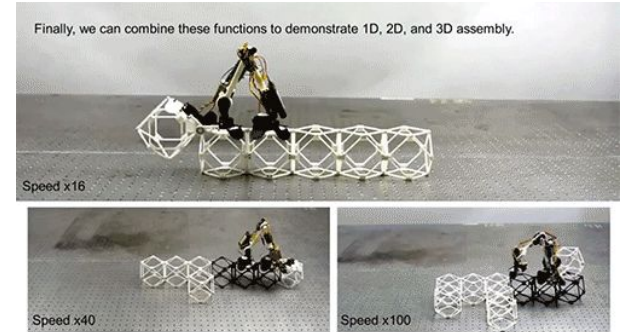 Finally, we can combine these functions to demonstrate 1D, 2D, and 3D assembly.
Speed x16
Speed x40
Speed x100